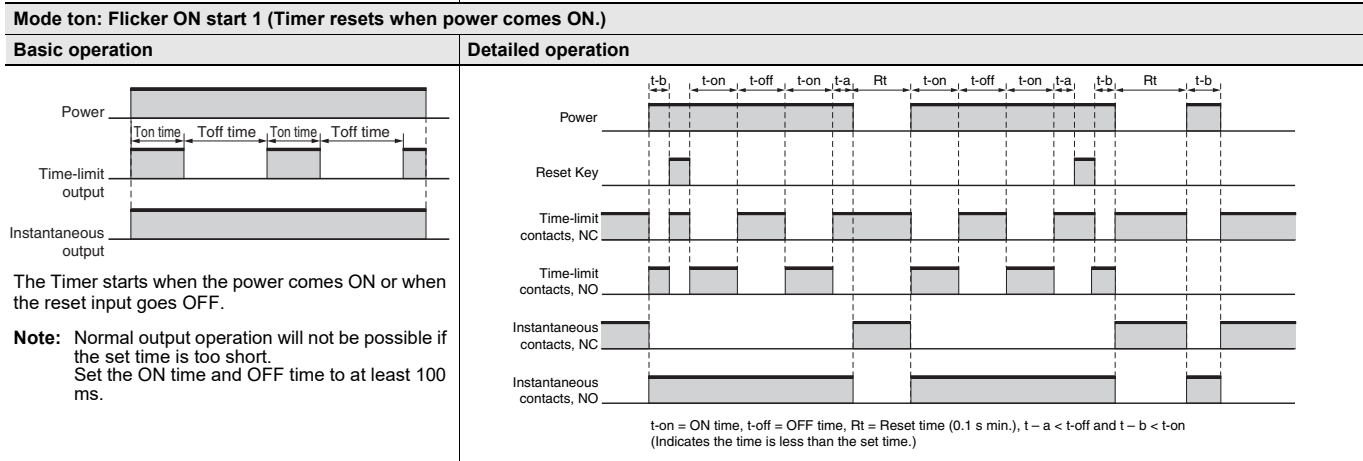 Mode ton: Flicker ON start 1 (Timer resets when power comes ON.)
Basic operation
Detailed operation
Power
Ton time Toff time Ton time Toff time
Time-limit
output
Instantaneous
output
The Timer starts when the power comes ON or when
the reset input goes OFF.
Note: Normal output operation will not be possible if
the set time is too short.
Set the ON time and OFF time to at least 100
ms.
t-b t-on t-off t-on t-a Rt t-on t-off t-on t-a t-b Rt t-b
Power
Reset Key
Time-limit
contacts, NC
Time-limit
contacts, NO
Instantaneous
contacts, NC
Instantaneous
contacts, NO
t-on = ON time, t-off = OFF time, Rt = Reset time (0.1 s min.), t – a < t-off and t – b < t-on
(Indicates the time is less than the set time.)